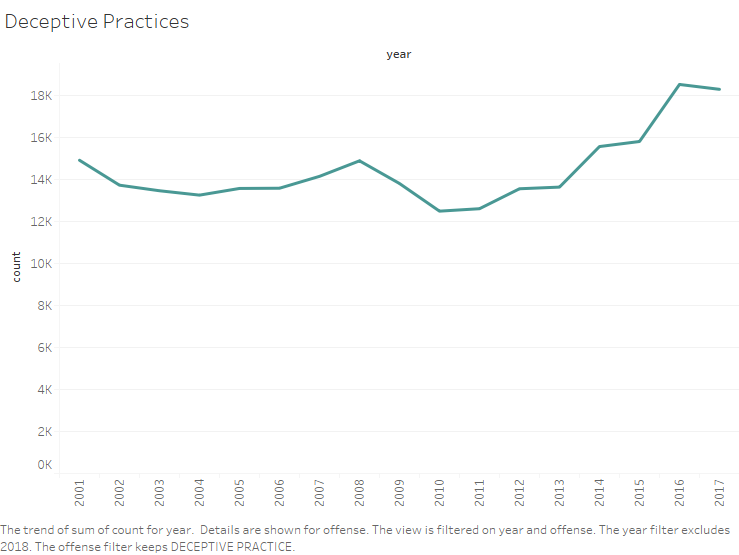 Deceptive Practices
year
18K
16K
14K
12K
10K
8K
6K
4K
2K
0K
count
2001 2002 2003 2004 2005 2006 2007 2008 2009 2010 2011 2012 2013 2014 2015 2016 2017
The trend of sum of count for year.  Details are shown for offense. The view is filtered on year and offense. The year filter excludes
2018. The offense filter keeps DECEPTIVE PRACTICE.